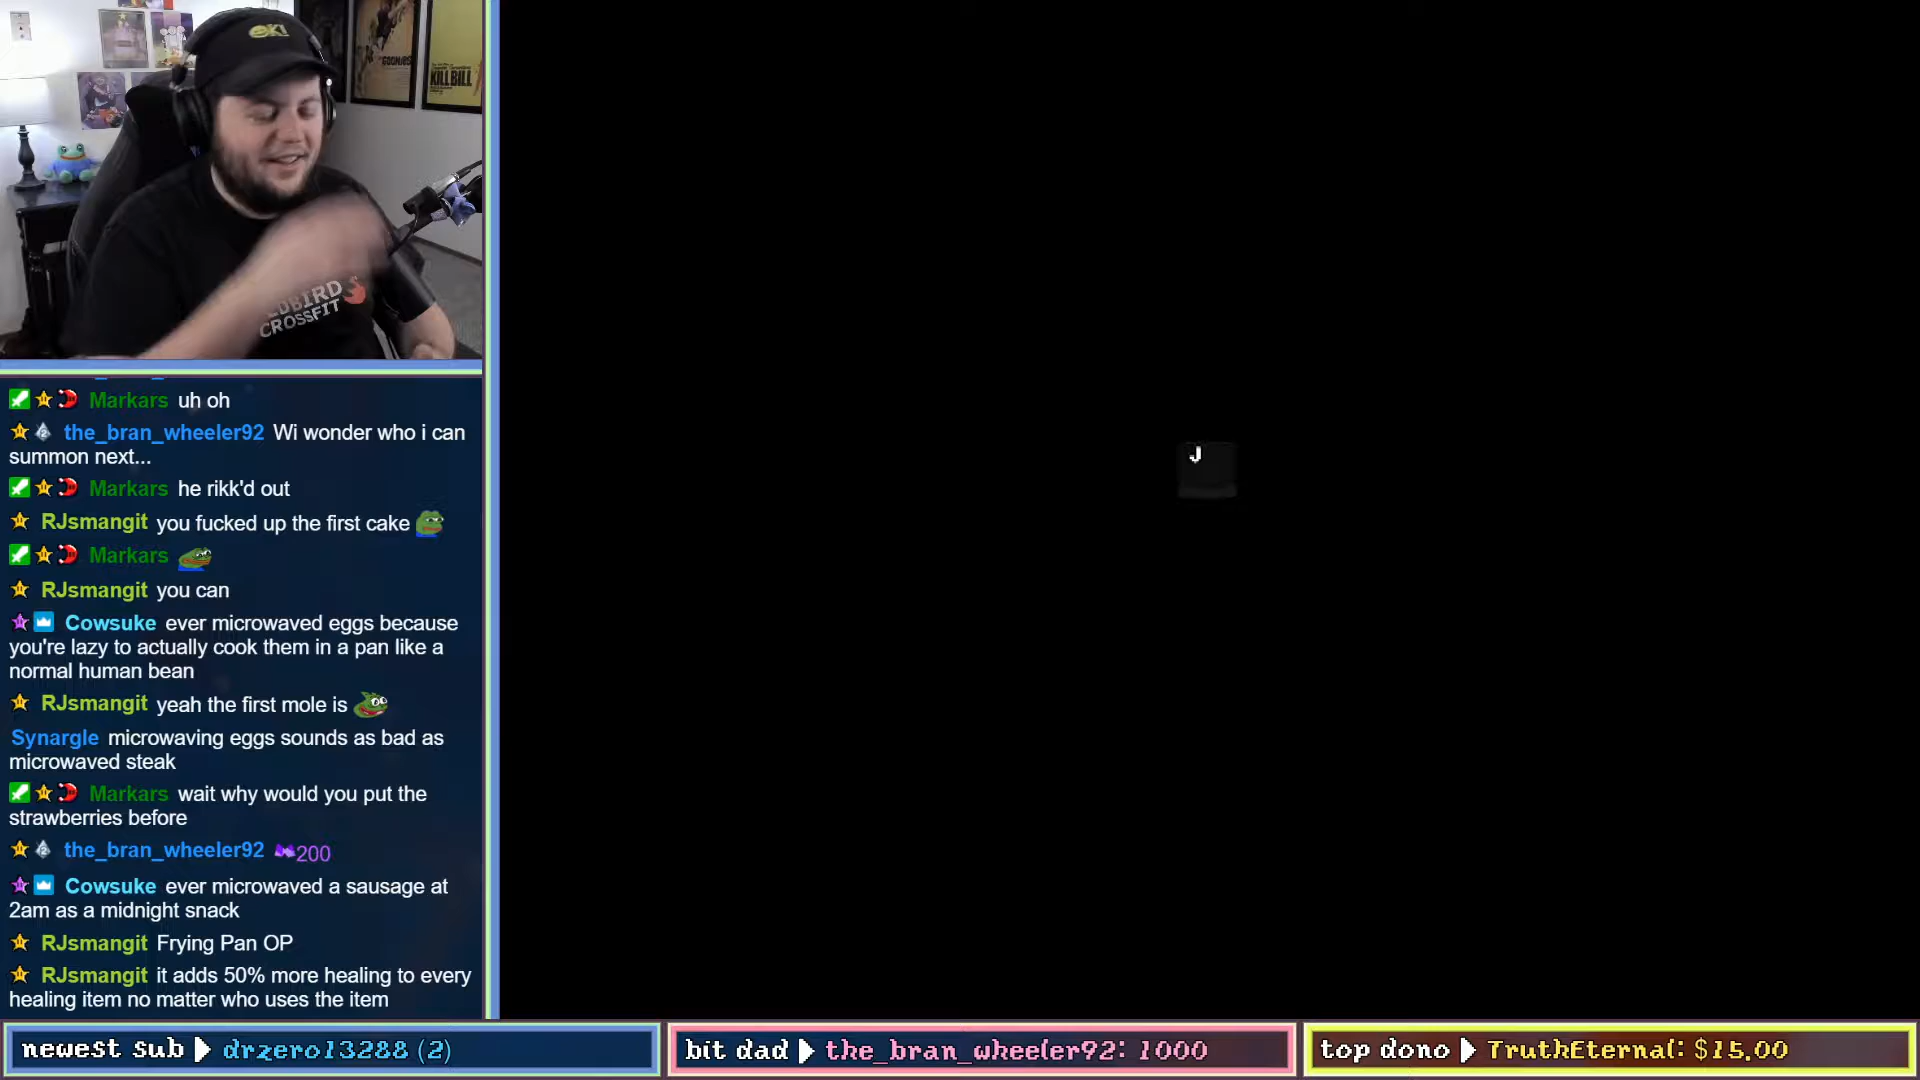 OK!
GOONIES
KILL BILL
DBIRD
CROSSFIT
J
Markars uh oh
the_bran_wheeler92 Wi wonder who i can
summon next...
Markars he rikk'd out
RJsmangit you fucked up the first cake
Markars
RJsmangit you can
Cowsuke ever microwaved eggs because
you're lazy to actually cook them in a pan like a
normal human bean
RJsmangit yeah the first mole is
Synargle microwaving eggs sounds as bad as
microwaved steak
Markars wait why would you put the
strawberries before
the_bran_wheeler92 200
Cowsuke ever microwaved a sausage at
2am as a midnight snack
RJsmangit Frying Pan OP
RJsmangit it adds 50% more healing to every
healing item no matter who uses the item
newest sub drzero13288 (2)
bit dad the_bran_wheeler92: 1000
top dono TruthEternal: $15.00